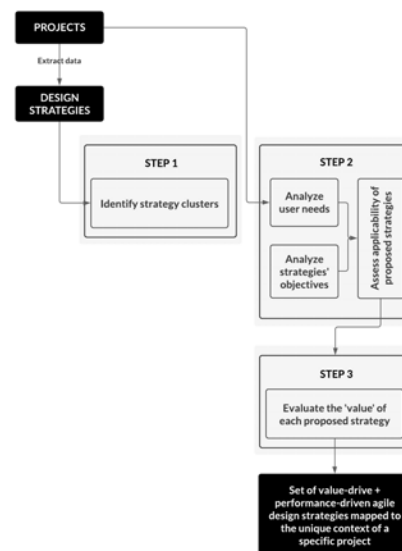 PROJECTS
Extract data
DESIGN
STRATEGIES
STEP 1
Identify strategy clusters
STEP 2
Analyze
user needs
Analyze
strategies'
objectives
Assess applicability of
proposed strategies
STEP 3
Evaluate the 'value' of
each proposed strategy
Set of value-drive +
performance-driven agile
design strategies mapped to
the unique context of a
specific project